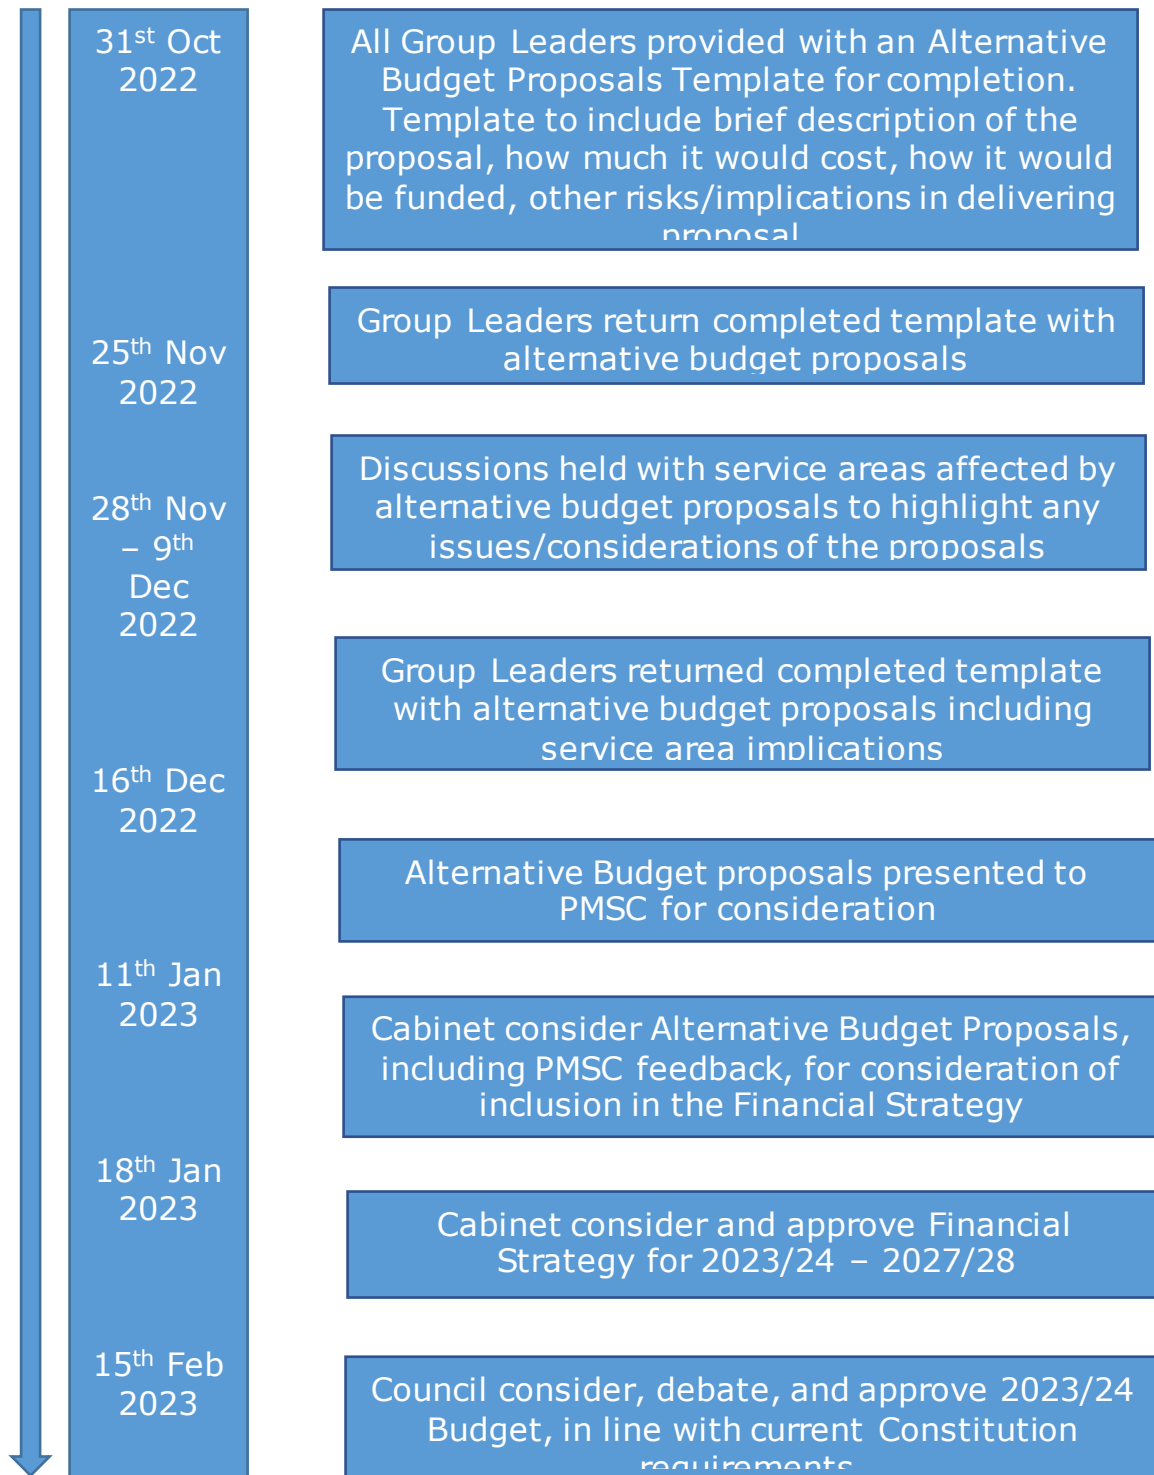 31st Oct
2022
All Group Leaders provided with an Alternative
Budget Proposals Template for completion.
Template to include brief description of the
proposal, how much it would cost, how it would
be funded, other risks/implications in delivering
proposal
25th Nov
2022
Group Leaders return completed template with
alternative budget proposals
28th Nov
– 9th
Dec
2022
Discussions held with service areas affected by
alternative budget proposals to highlight any
issues/considerations of the proposals
16th Dec
2022
Group Leaders returned completed template
with alternative budget proposals including
service area implications
11th Jan
2023
Alternative Budget proposals presented to
PMSC for consideration
18th Jan
2023
Cabinet consider Alternative Budget Proposals,
including PMSC feedback, for consideration of
inclusion in the Financial Strategy
15th Feb
2023
Cabinet consider and approve Financial
Strategy for 2023/24 – 2027/28
Council consider, debate, and approve 2023/24
Budget, in line with current Constitution
requirements